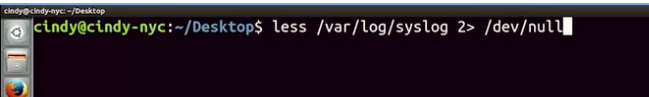 cindy@cindy-nyc: ~/Desktop
cindy@cindy-nyc:~/Desktop$ less /var/log/syslog 2> /dev/null